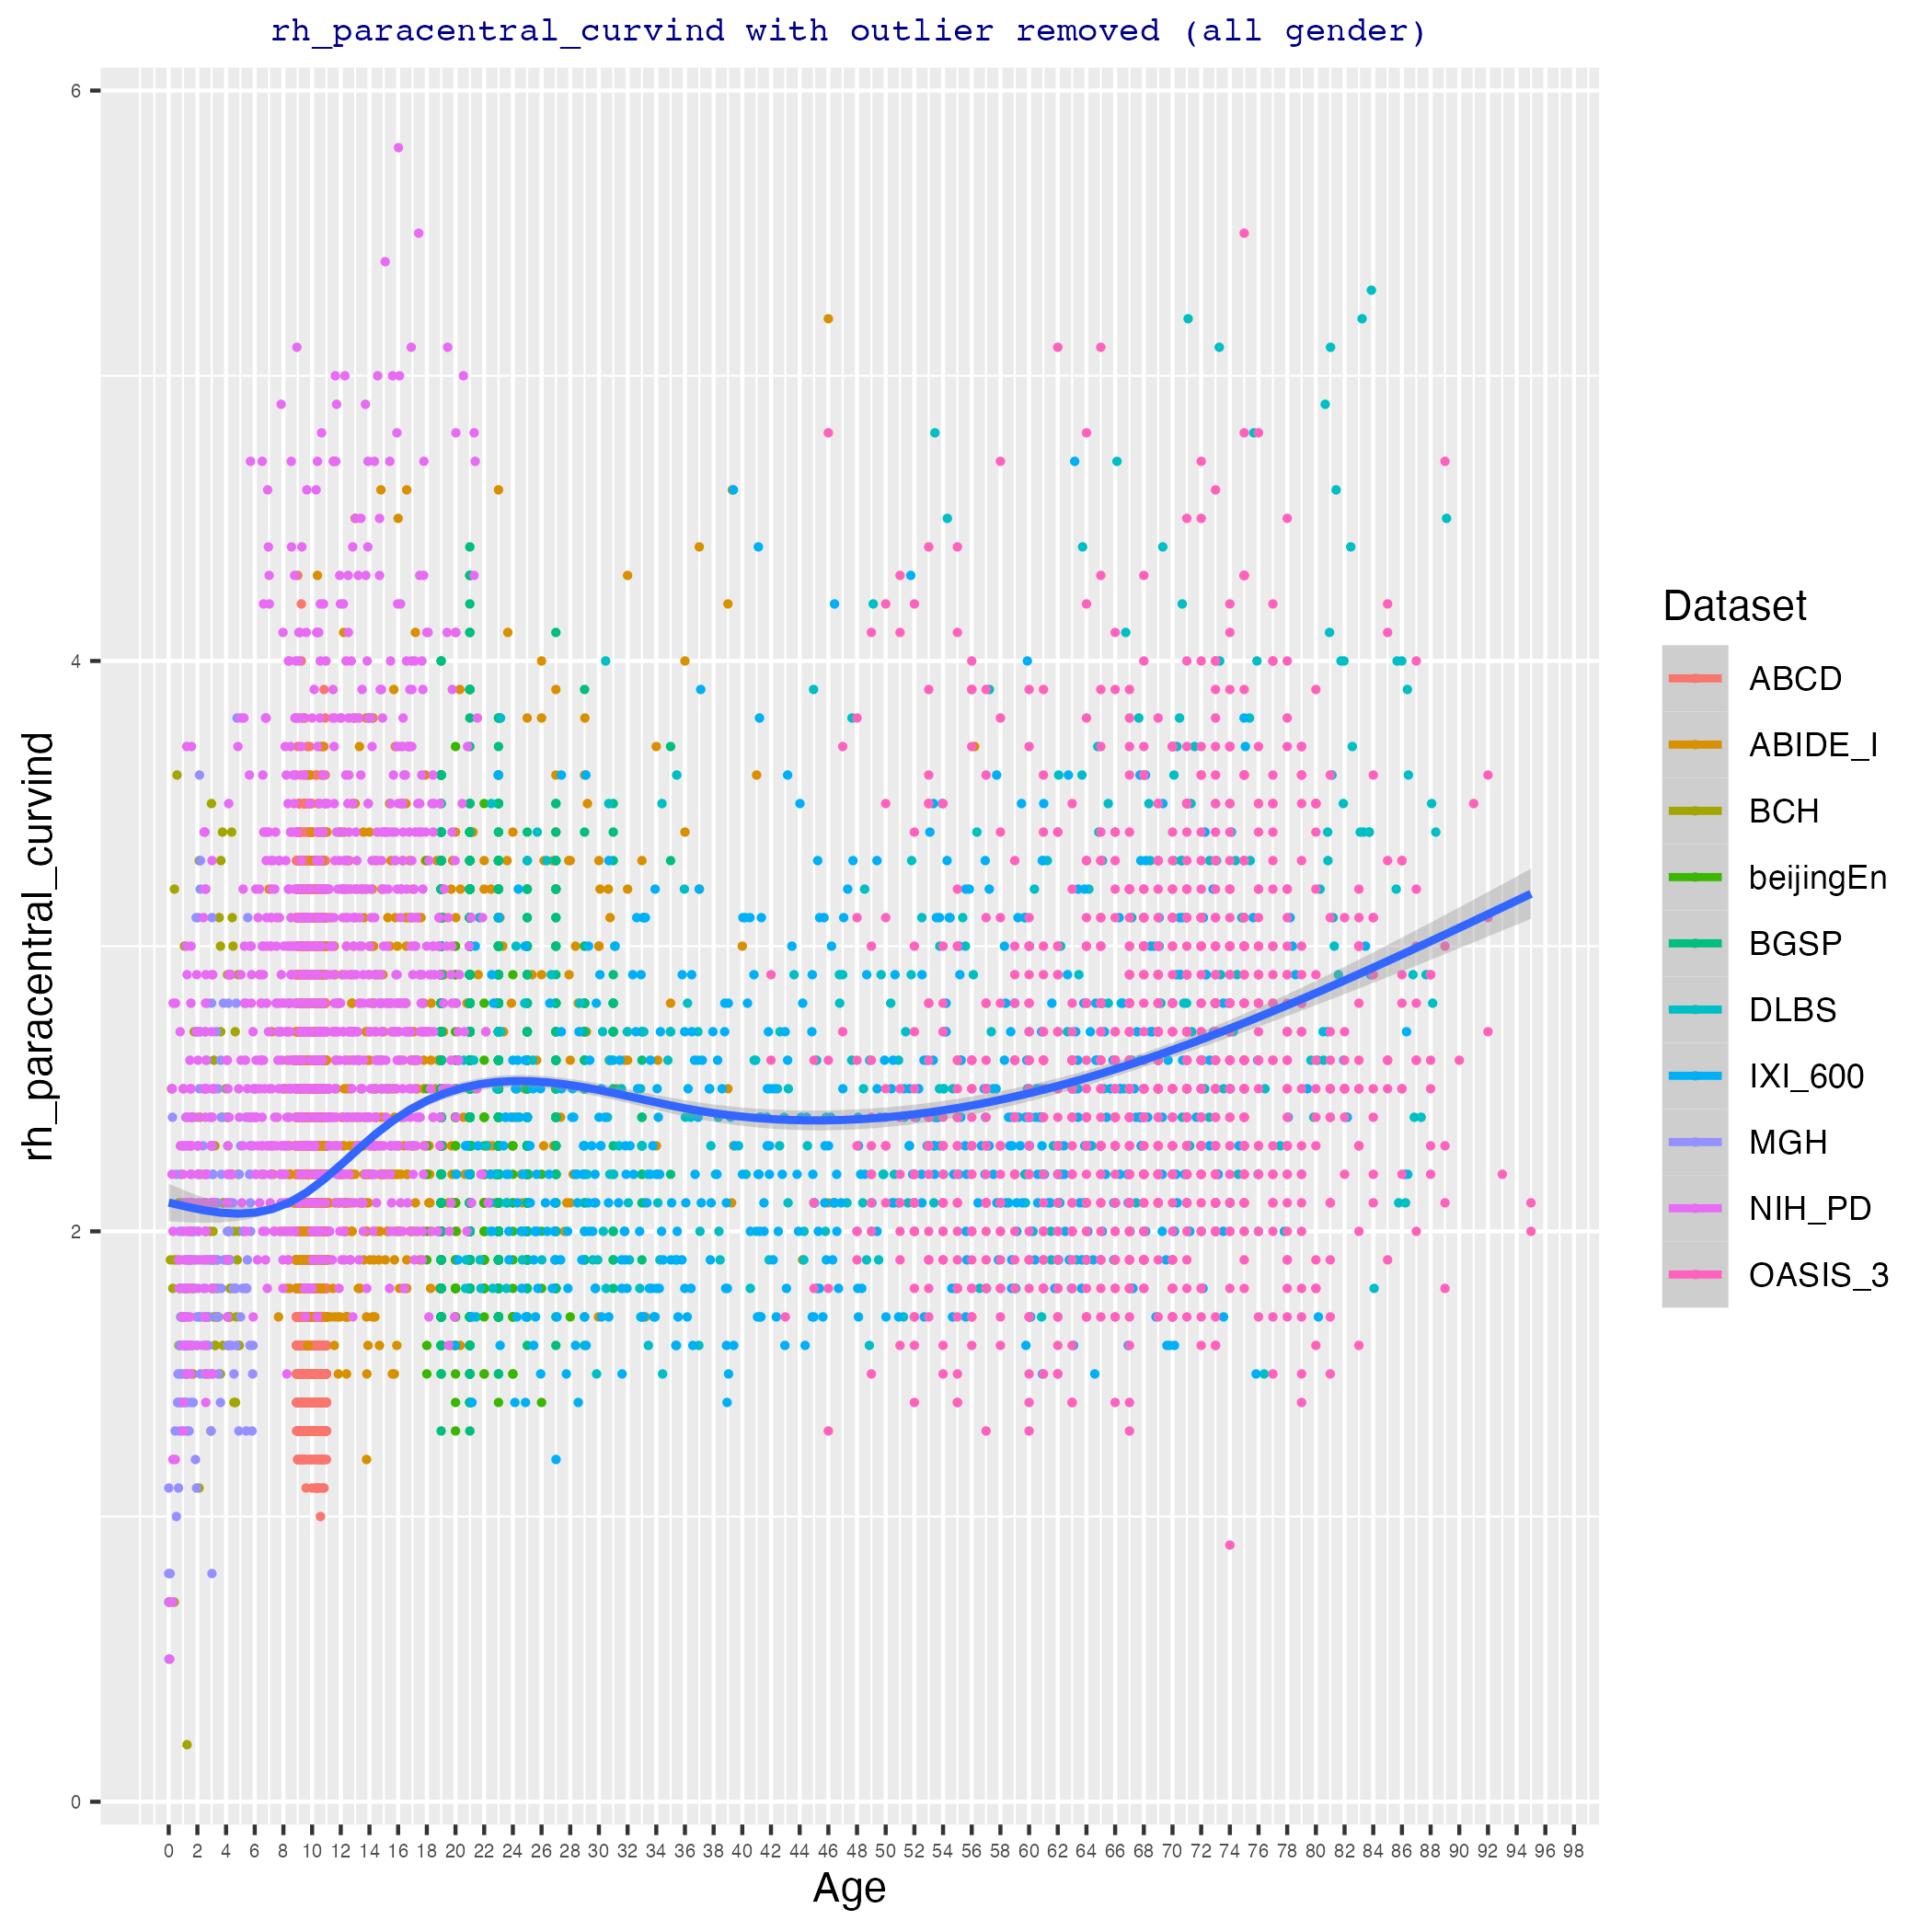 rh_paracentral_curvind with outlier removed (all gender)
6
4
2
0
rh_paracentral_curvind
0 2 4 6 8 10 12 14 16 18 20 22 24 26 28 30 32 34 36 38 40 42 44 46 48 50 52 54 56 58 60 62 64 66 68 70 72 74 76 78 80 82 84 86 88 90 92 94 96 98
Age
Dataset
ABCD
ABIDE_I
BCH
beijingEn
BGSP
DLBS
IXI_600
MGH
NIH_PD
OASIS_3